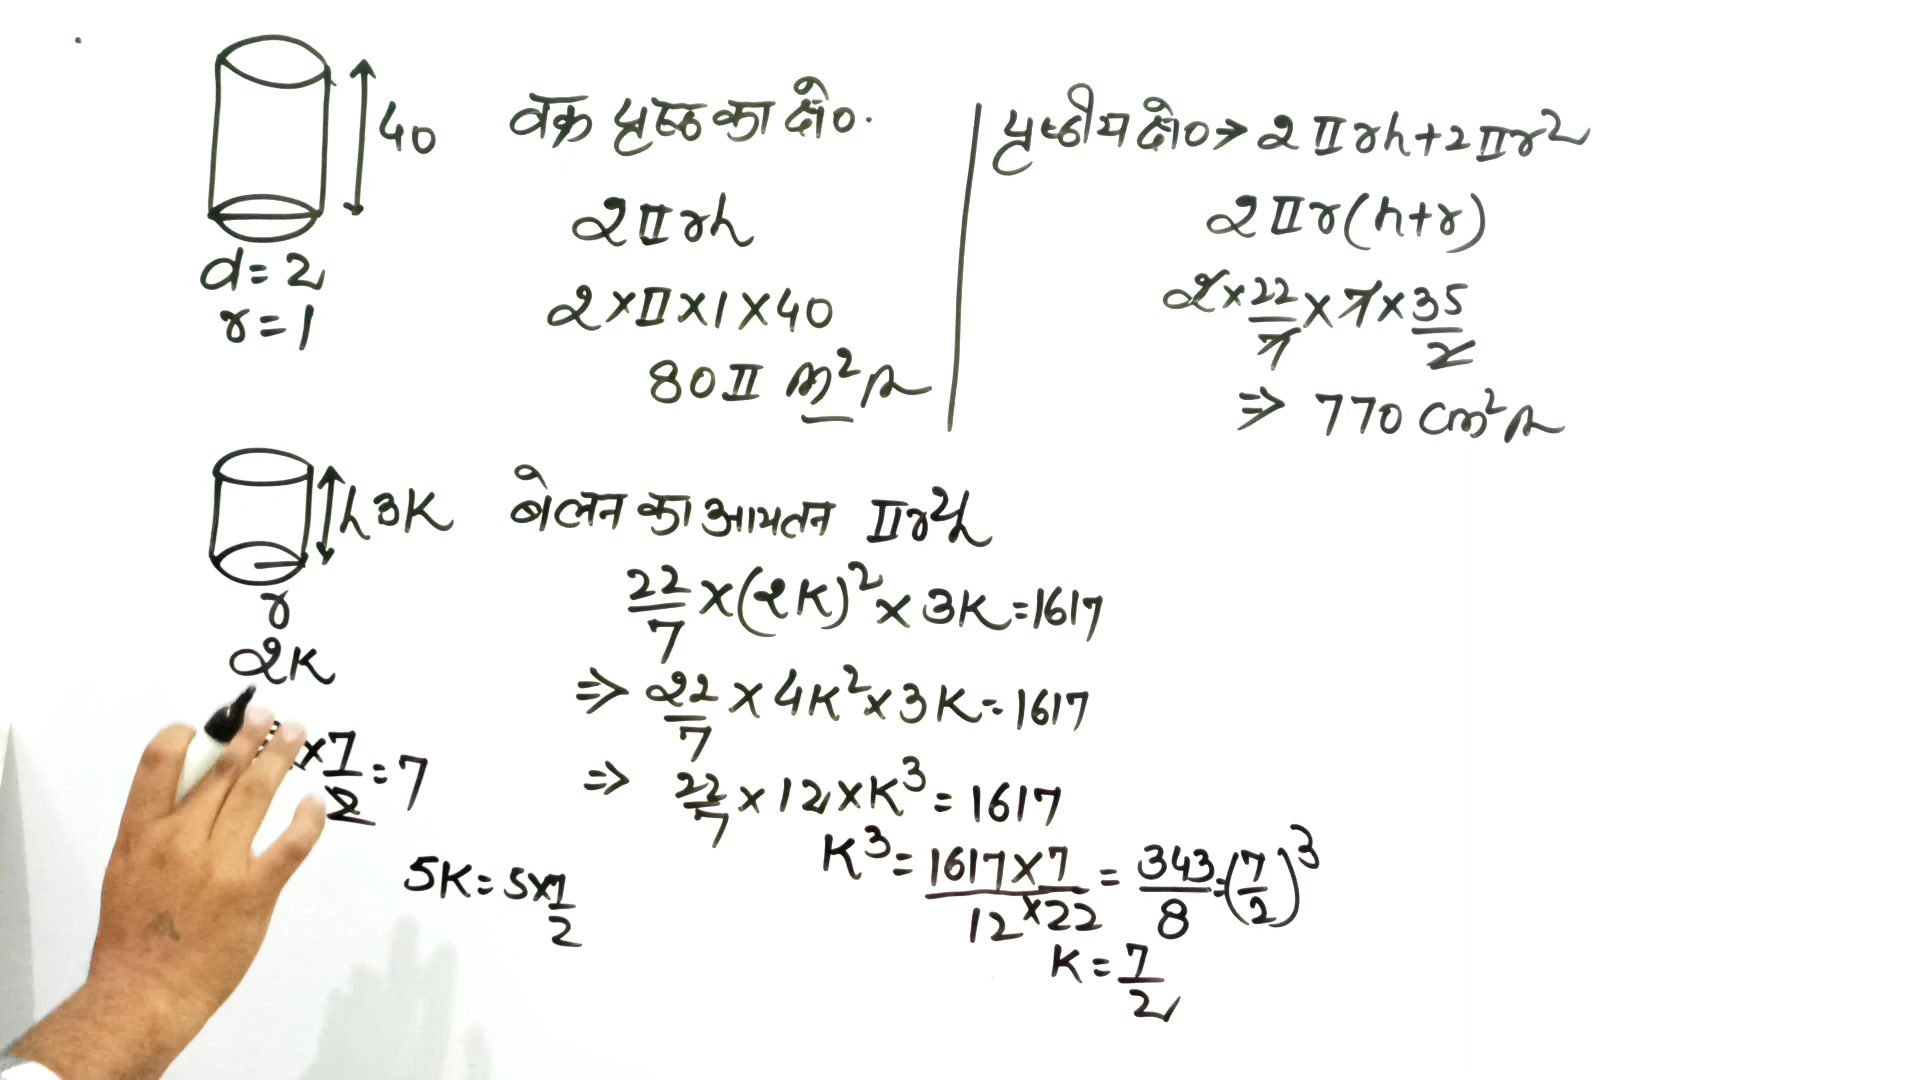 40
d=2
r=1
वक्र पृष्ठ का क्षे०.
2πrh
2×π×1×40
80π m²
पृष्ठीय क्षे०→ 2πrh+2πr²
2πr(h+r)
2×22/7×7×35/2
⇒ 770 cm²
h 3K
r
2K
×7/2=7
5K=5×7/2
बेलन का आयतन πr²h
22/7×(2K)²×3K=1617
⇒ 22/7×4K²×3K=1617
⇒ 22/7×12×K³=1617
K³=1617×7/12×22=343/8=(7/2)³
K=7/2